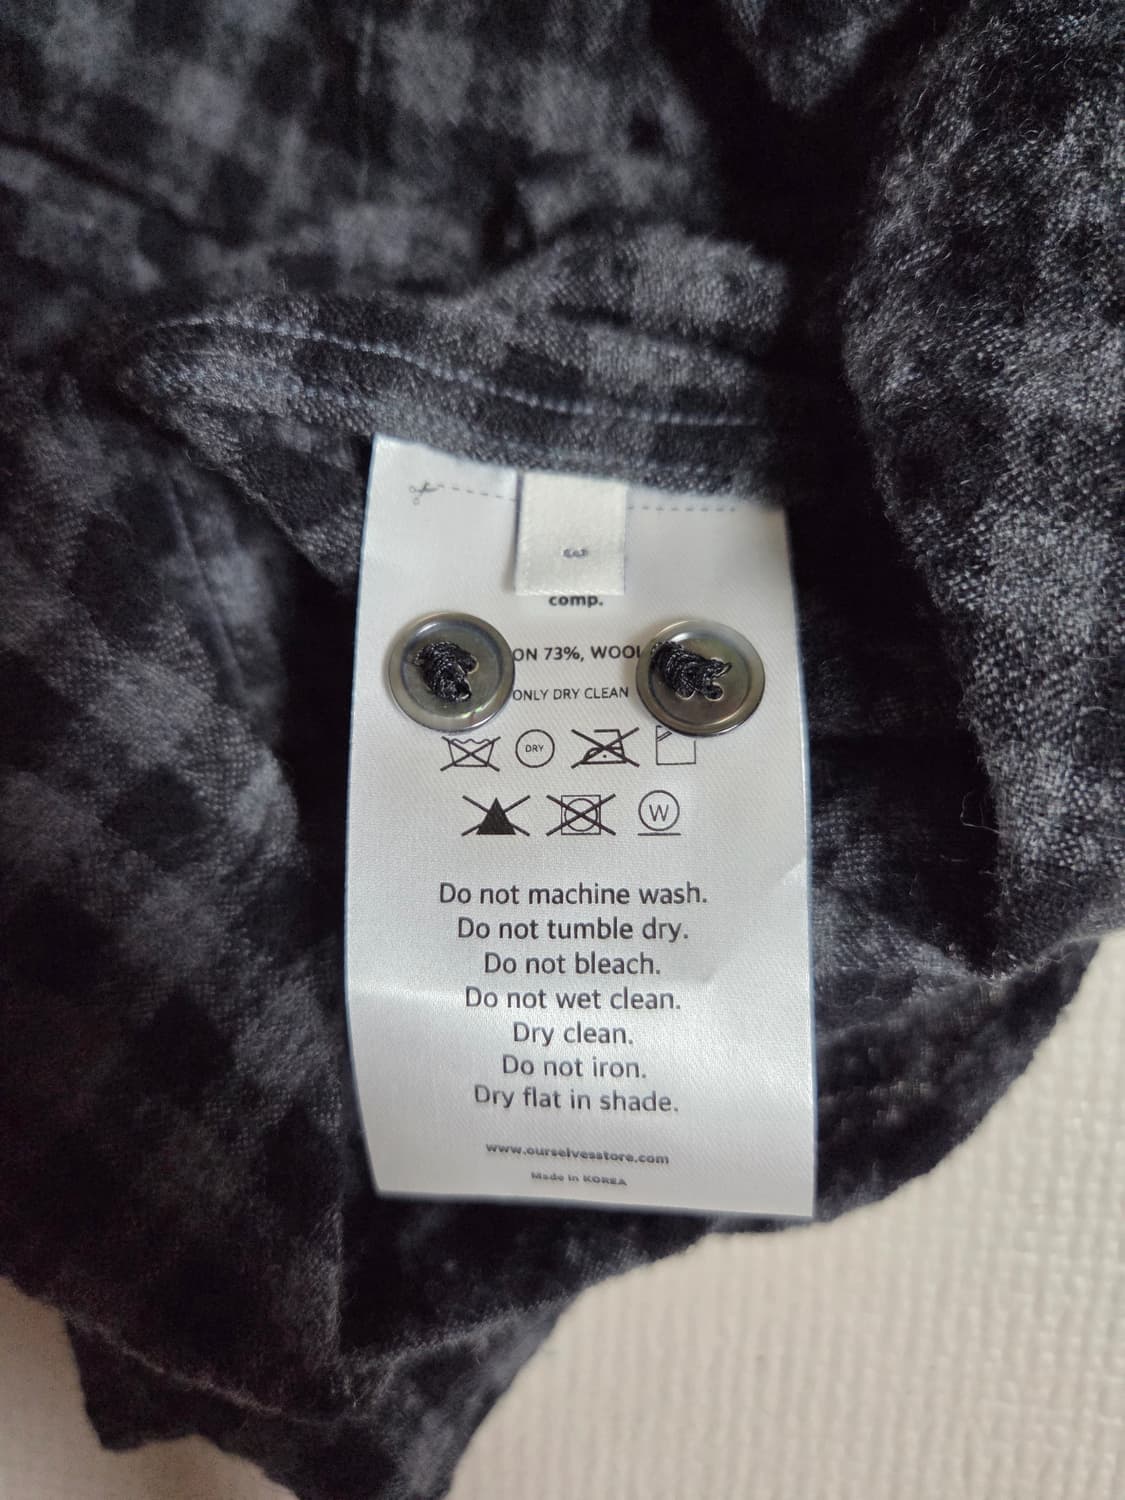 3
comp.
ON 73%, WOOL
ONLY DRY CLEAN
DRY
W
Do not machine wash.
Do not tumble dry.
Do not bleach.
Do not wet clean.
Dry clean.
Do not iron.
Dry flat in shade.
www.ourselvesstore.com
Made in KOREA